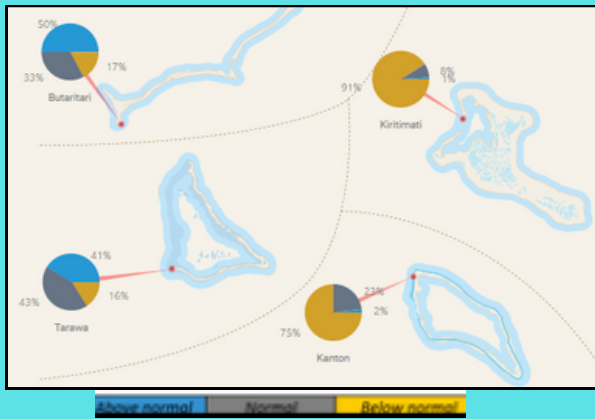 50%
17%
33%
Butaritari
8%
1%
91%
Kiritimati
41%
43%
16%
Tarawa
23%
2%
75%
Kanton
Above normal Normal Below normal